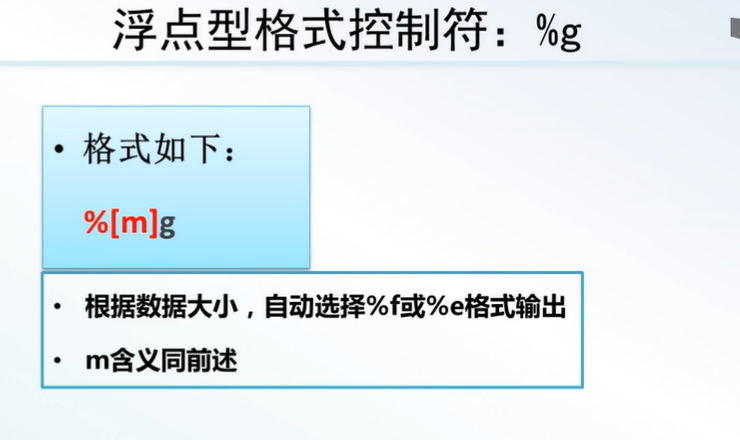 浮点型格式控制符：%g
• 格式如下：
%[m]g
• 根据数据大小，自动选择%f或%e格式输出
• m含义同前述